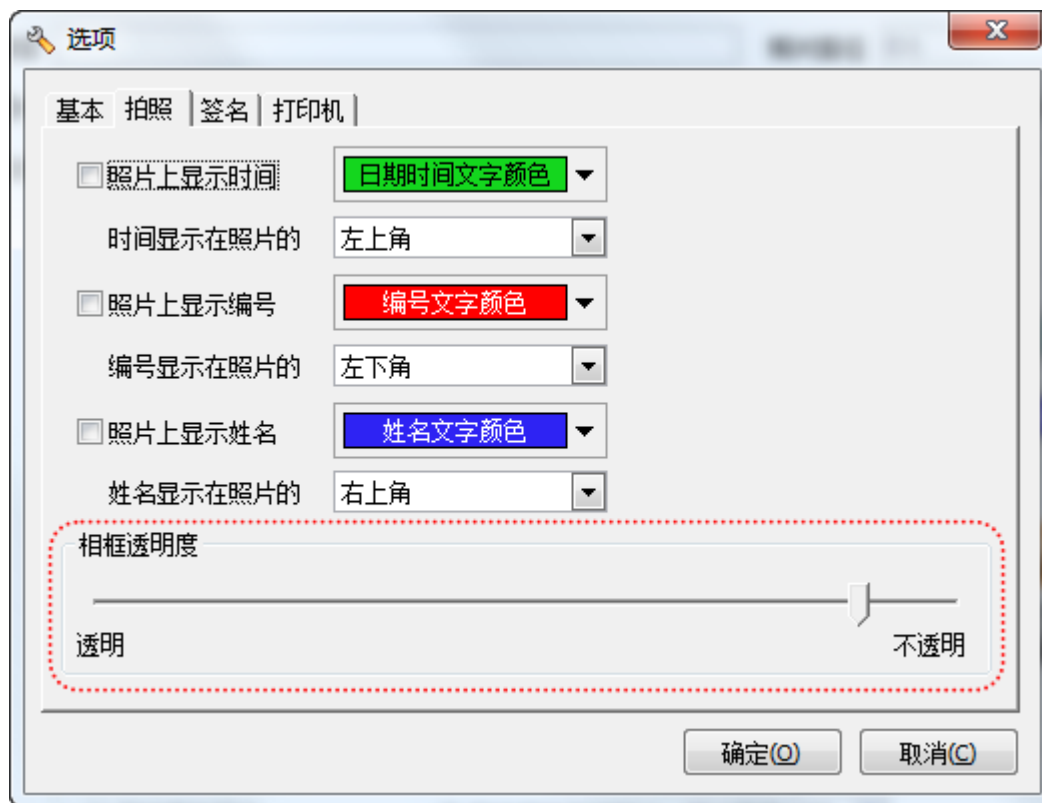 选项
基本 拍照 签名 打印机
照片上显示时间 日期时间文字颜色
时间显示在照片的 左上角
照片上显示编号 编号文字颜色
编号显示在照片的 左下角
照片上显示姓名 姓名文字颜色
姓名显示在照片的 右上角
相框透明度
透明 不透明
确定(O) 取消(C)